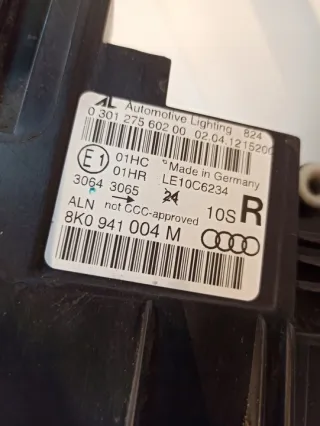 AL Automotive Lighting 824
0 301 275 602 00 02.04.1215200
E1 01HC *Made in Germany
01HR LE10C6234
3064 3065 24
ALN not CCC-approved 10S R
8K0 941 004 M